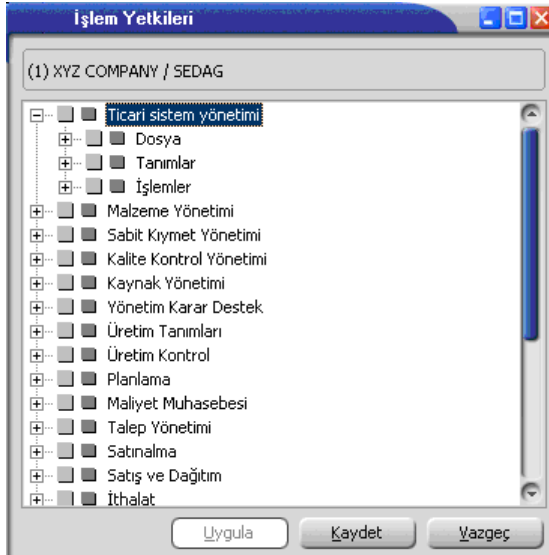 İşlem Yetkileri
(1) XYZ COMPANY / SEDAG
Ticari sistem yönetimi
Dosya
Tanımlar
İşlemler
Malzeme Yönetimi
Sabit Kıymet Yönetimi
Kalite Kontrol Yönetimi
Kaynak Yönetimi
Yönetim Karar Destek
Üretim Tanımları
Üretim Kontrol
Planlama
Maliyet Muhasebesi
Talep Yönetimi
Satınalma
Satış ve Dağıtım
İthalat
Uygula Kaydet Vazgeç